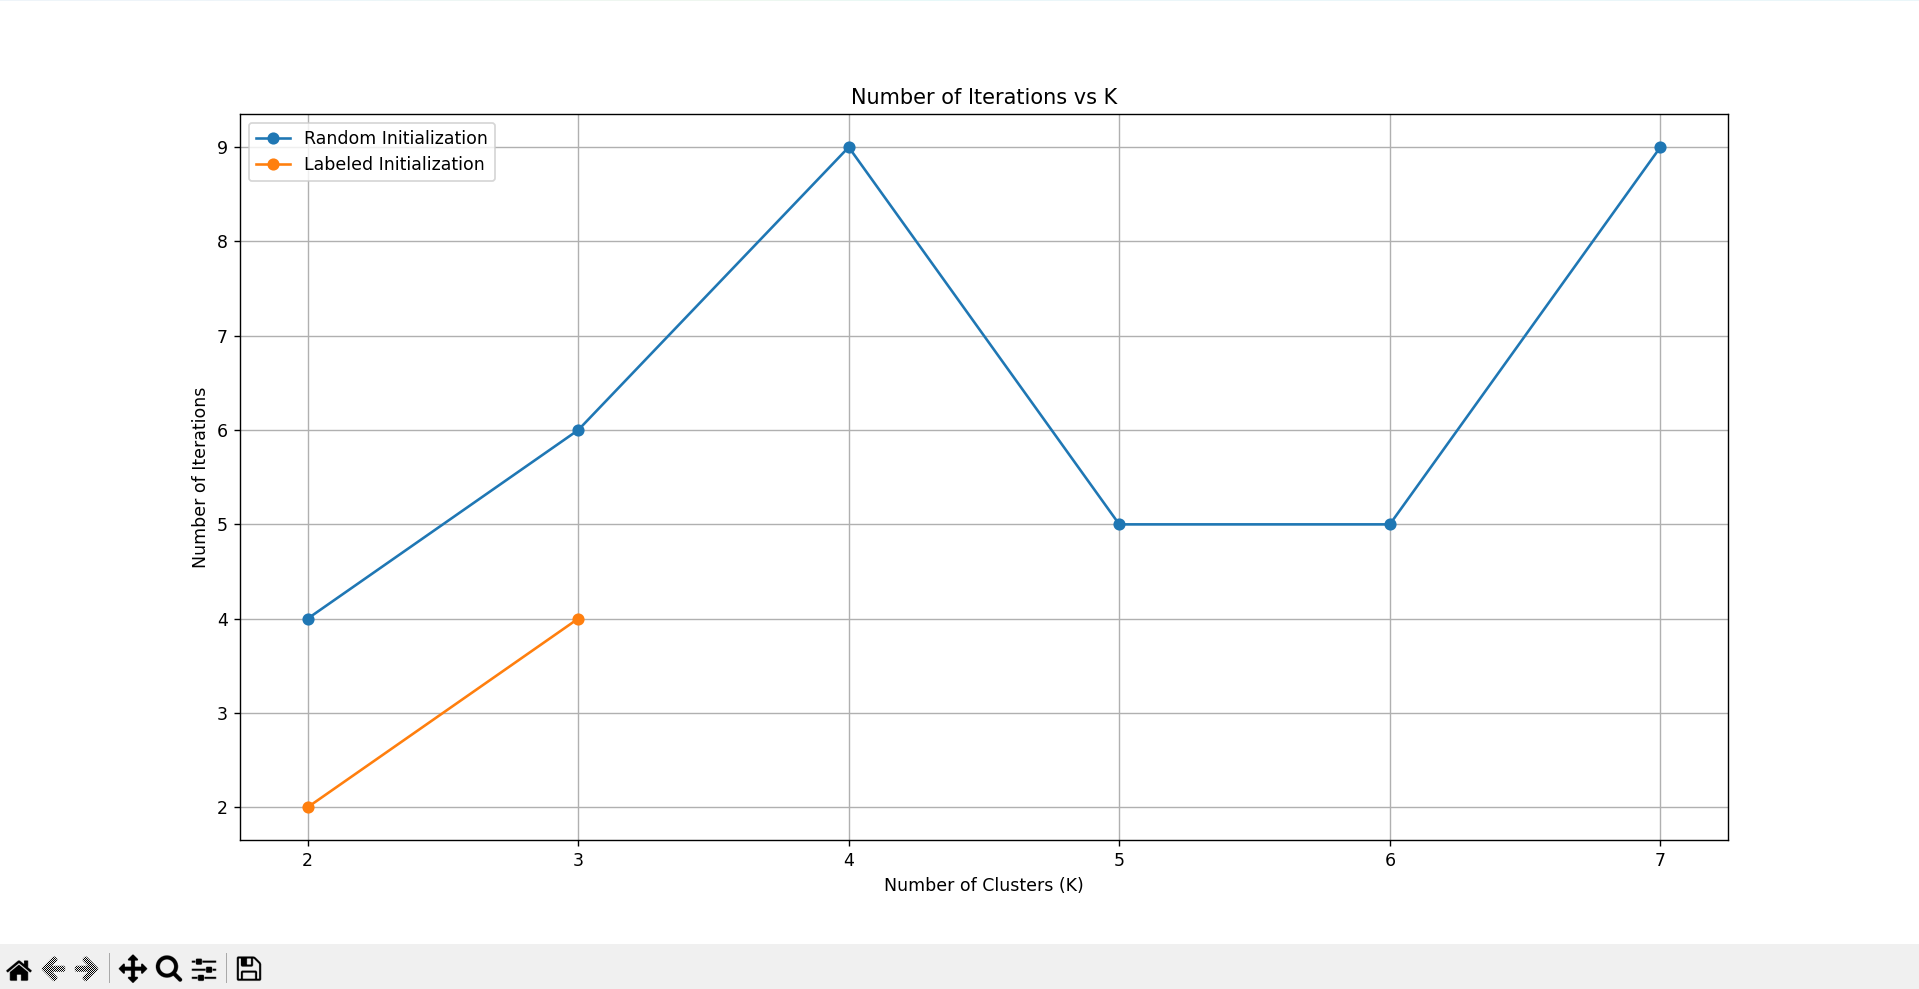 Number of Iterations vs K
Random Initialization
Labeled Initialization
9
8
7
6
5
4
3
2
Number of Iterations
2 3 4 5 6 7
Number of Clusters (K)